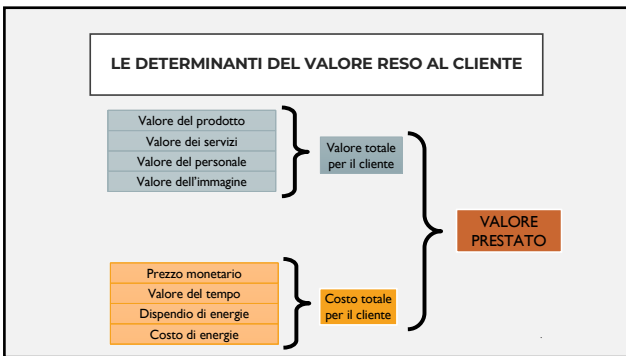 LE DETERMINANTI DEL VALORE RESO AL CLIENTE
Valore del prodotto
Valore dei servizi
Valore del personale
Valore dell'immagine
Valore totale
per il cliente
VALORE
PRESTATO
Prezzo monetario
Valore del tempo
Dispendio di energie
Costo di energie
Costo totale
per il cliente
.